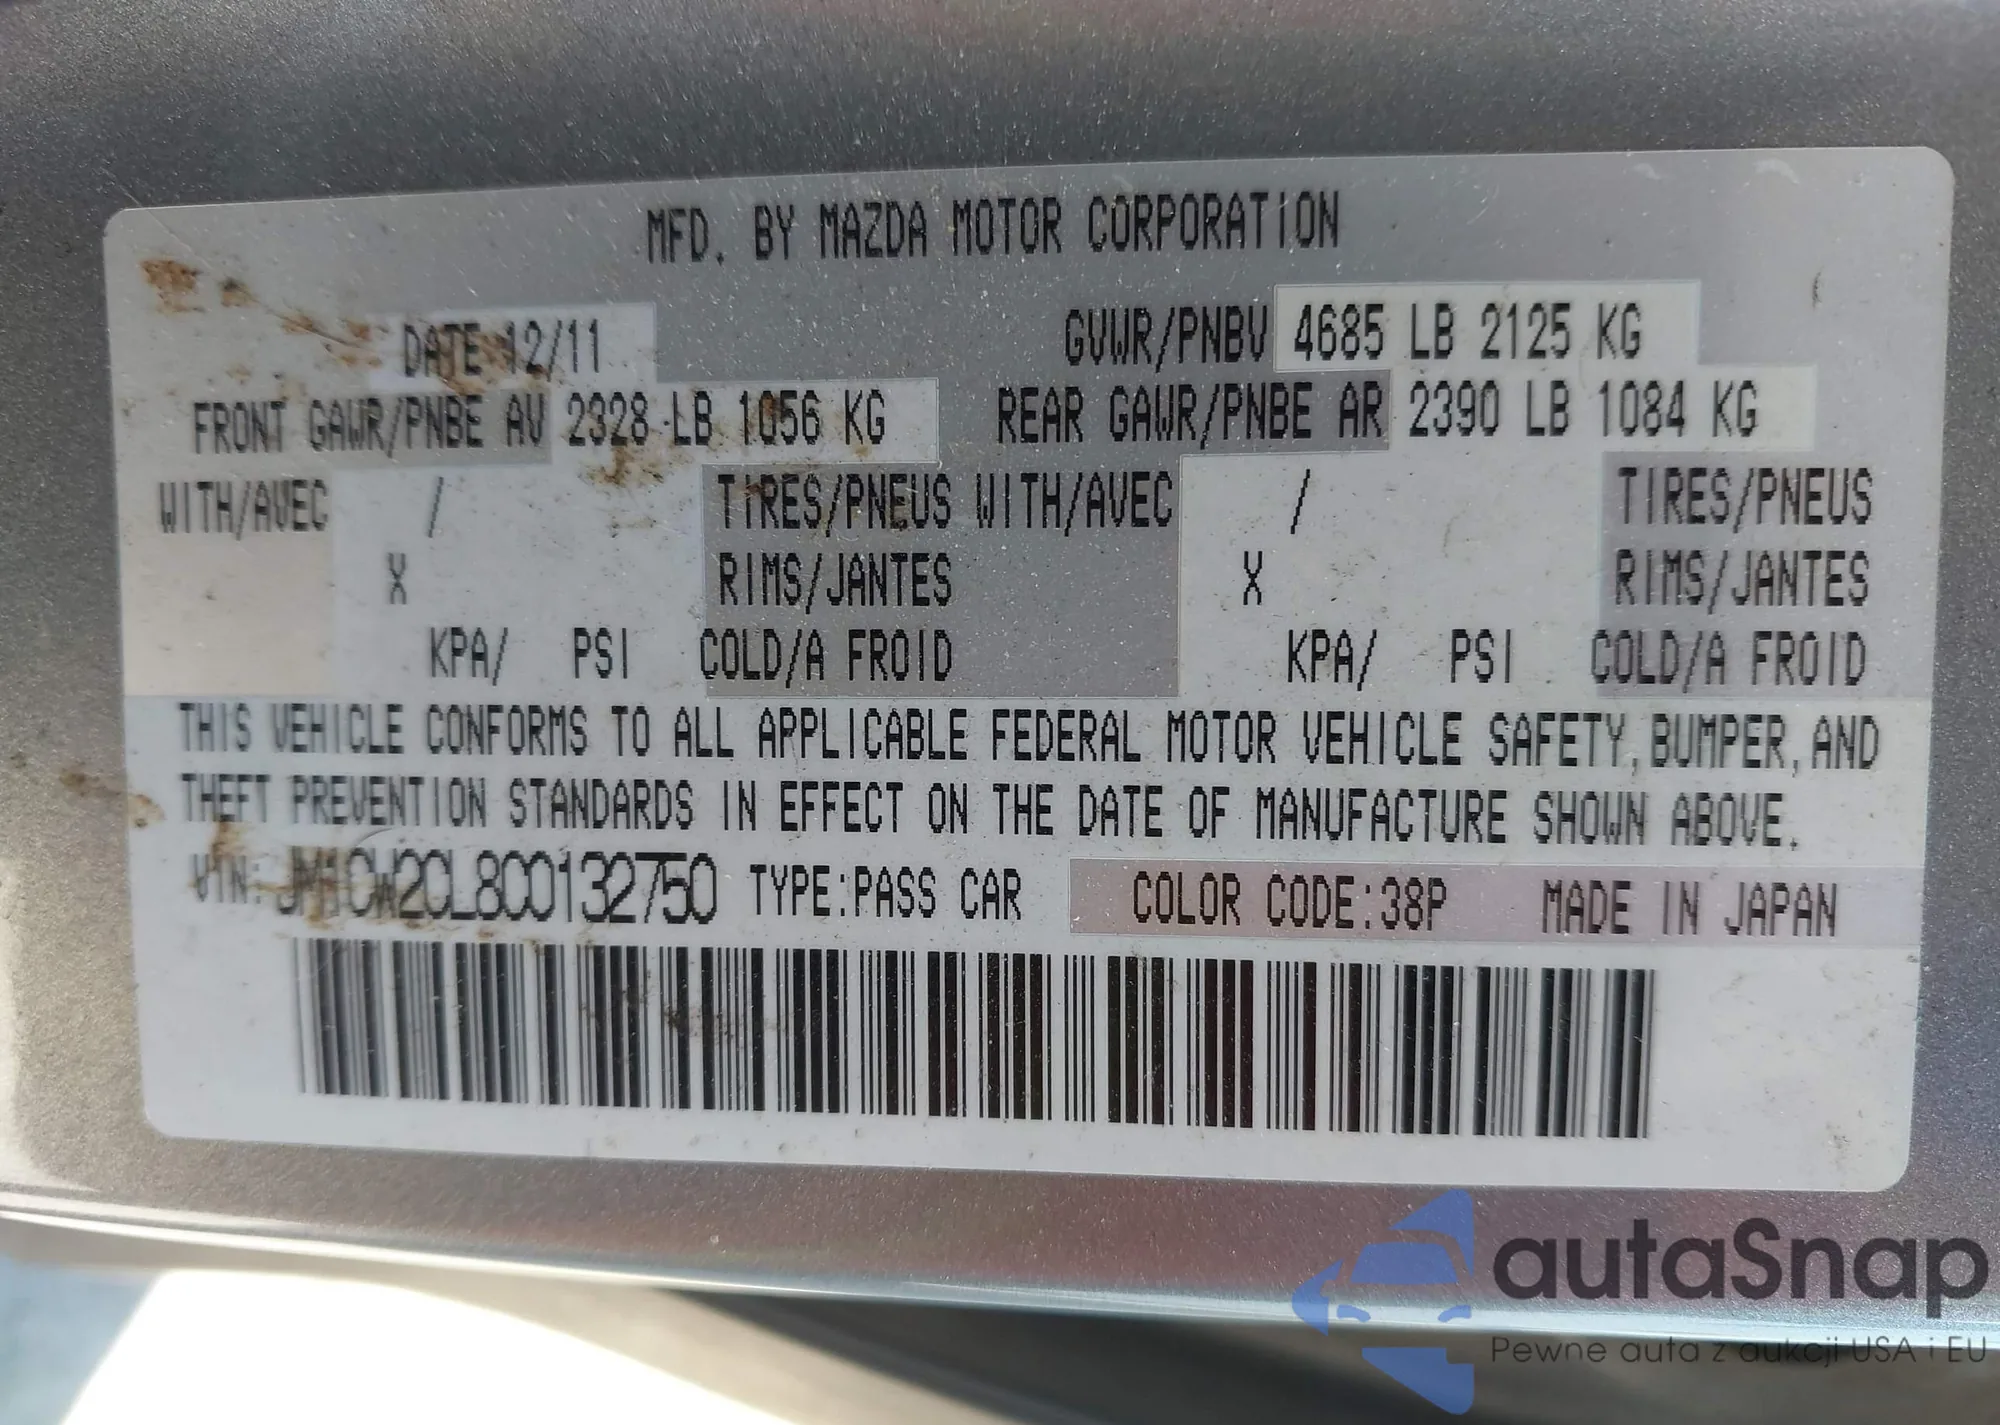 MFD. BY MAZDA MOTOR CORPORATION
DATE 12/11 GVWR/PNBV 4685 LB 2125 KG
FRONT GAWR/PNBE AV 2328 LB 1056 KG REAR GAWR/PNBE AR 2390 LB 1084 KG
WITH/AVEC / TIRES/PNEUS WITH/AVEC / TIRES/PNEUS
X RIMS/JANTES X RIMS/JANTES
KPA/ PSI COLD/A FROID KPA/ PSI COLD/A FROID
THIS VEHICLE CONFORMS TO ALL APPLICABLE FEDERAL MOTOR VEHICLE SAFETY, BUMPER, AND
THEFT PREVENTION STANDARDS IN EFFECT ON THE DATE OF MANUFACTURE SHOWN ABOVE.
VIN: JM1CW2CL8C0132750 TYPE:PASS CAR COLOR CODE:38P MADE IN JAPAN
autaSnap
Pewne auta z aukcji USA i EU